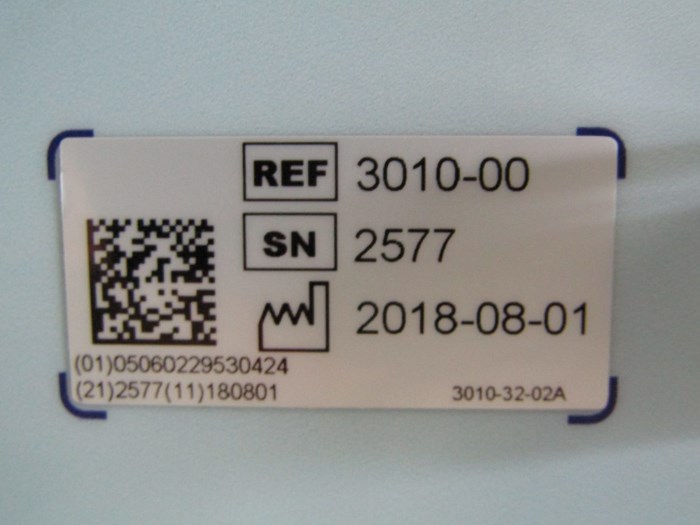 REF 3010-00
SN 2577
2018-08-01
(01)05060229530424
(21)2577(11)180801
3010-32-02A